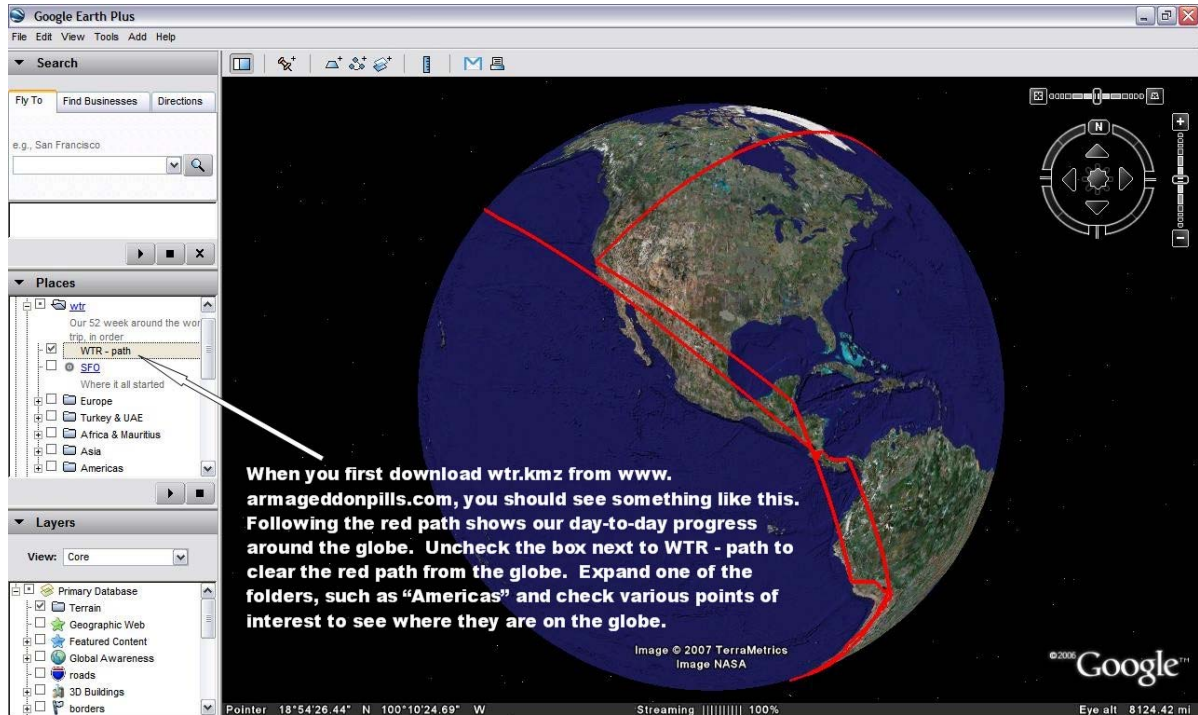 Google Earth Plus
File Edit View Tools Add Help
Search
Fly To
Find Businesses
Directions
e.g., San Francisco
Places
wtr
Our 52 week around the wor
trip, in order
WTR - path
SFO
Where it all started
Europe
Turkey & UAE
Africa & Mauritius
Asia
Americas
Layers
View: Core
Primary Database
Terrain
Geographic Web
Featured Content
Global Awareness
roads
3D Buildings
borders
N
When you first download wtr.kmz from www.
armageddonpills.com, you should see something like this.
Following the red path shows our day-to-day progress
around the globe. Uncheck the box next to WTR - path to
clear the red path from the globe. Expand one of the
folders, such as “Americas” and check various points of
interest to see where they are on the globe.
Image © 2007 TerraMetrics
Image NASA
©2006 Google™
Pointer 18°54'26.44" N 100°10'24.69" W Streaming |||||||||| 100% Eye alt 8124.42 mi